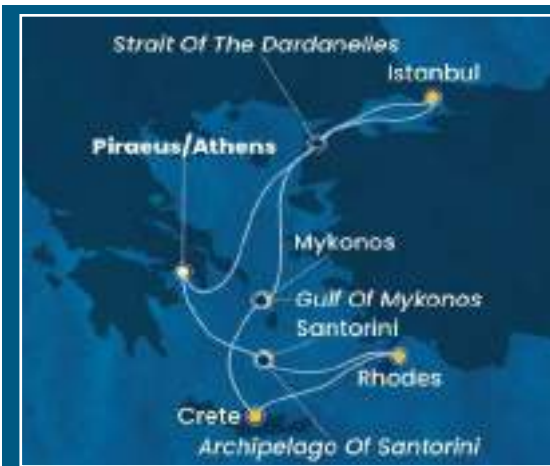 Strait Of The Dardanelles
Istanbul
Piraeus/Athens
Mykonos
Gulf Of Mykonos
Santorini
Rhodes
Crete
Archipelago Of Santorini